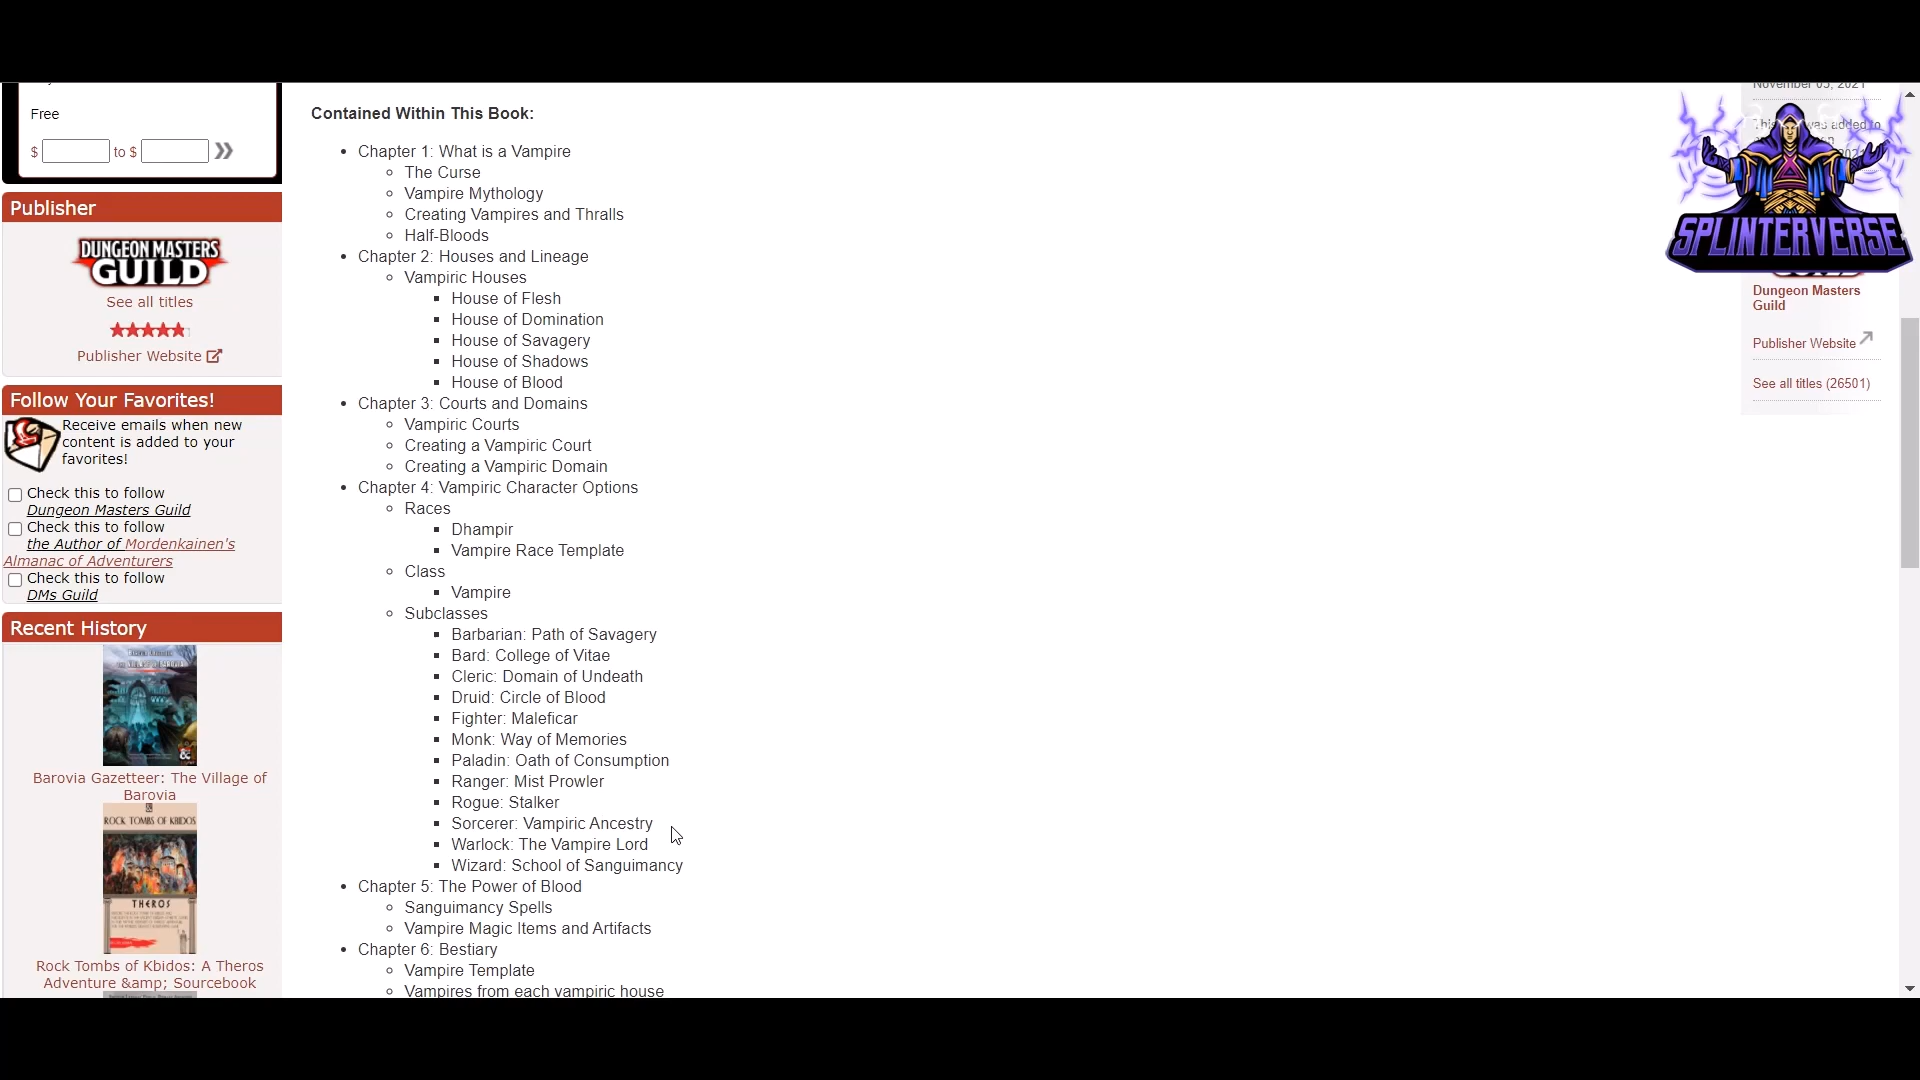 Free
$ to $
Publisher
DUNGEON MASTERS
GUILD
See all titles
Publisher Website
Follow Your Favorites!
Receive emails when new
content is added to your
favorites!
Check this to follow
Dungeon Masters Guild
Check this to follow
the Author of Mordenkainen's
Almanac of Adventurers
Check this to follow
DMs Guild
Recent History
Barovia Gazetteer: The Village of
Barovia
ROCK TOMBS OF KBIDOS
THEROS
Rock Tombs of Kbidos: A Theros
Adventure &amp; Sourcebook
Contained Within This Book:
Chapter 1: What is a Vampire
The Curse
Vampire Mythology
Creating Vampires and Thralls
Half-Bloods
Chapter 2: Houses and Lineage
Vampiric Houses
House of Flesh
House of Domination
House of Savagery
House of Shadows
House of Blood
Chapter 3: Courts and Domains
Vampiric Courts
Creating a Vampiric Court
Creating a Vampiric Domain
Chapter 4: Vampiric Character Options
Races
Dhampir
Vampire Race Template
Class
Vampire
Subclasses
Barbarian: Path of Savagery
Bard: College of Vitae
Cleric: Domain of Undeath
Druid: Circle of Blood
Fighter: Maleficar
Monk: Way of Memories
Paladin: Oath of Consumption
Ranger: Mist Prowler
Rogue: Stalker
Sorcerer: Vampiric Ancestry
Warlock: The Vampire Lord
Wizard: School of Sanguimancy
Chapter 5: The Power of Blood
Sanguimancy Spells
Vampire Magic Items and Artifacts
Chapter 6: Bestiary
Vampire Template
Vampires from each vampiric house
November 05, 2021
This was added to
SPLINTERVERSE
Dungeon Masters
Guild
Publisher Website
See all titles (26501)